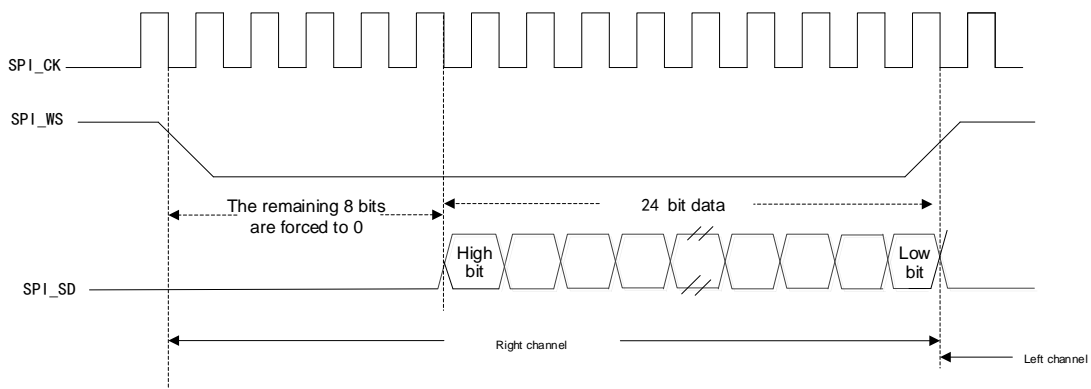 SPI_CK
SPI_WS
The remaining 8 bits
are forced to 0
24 bit data
High
bit
Low
bit
SPI_SD
Right channel
Left channel